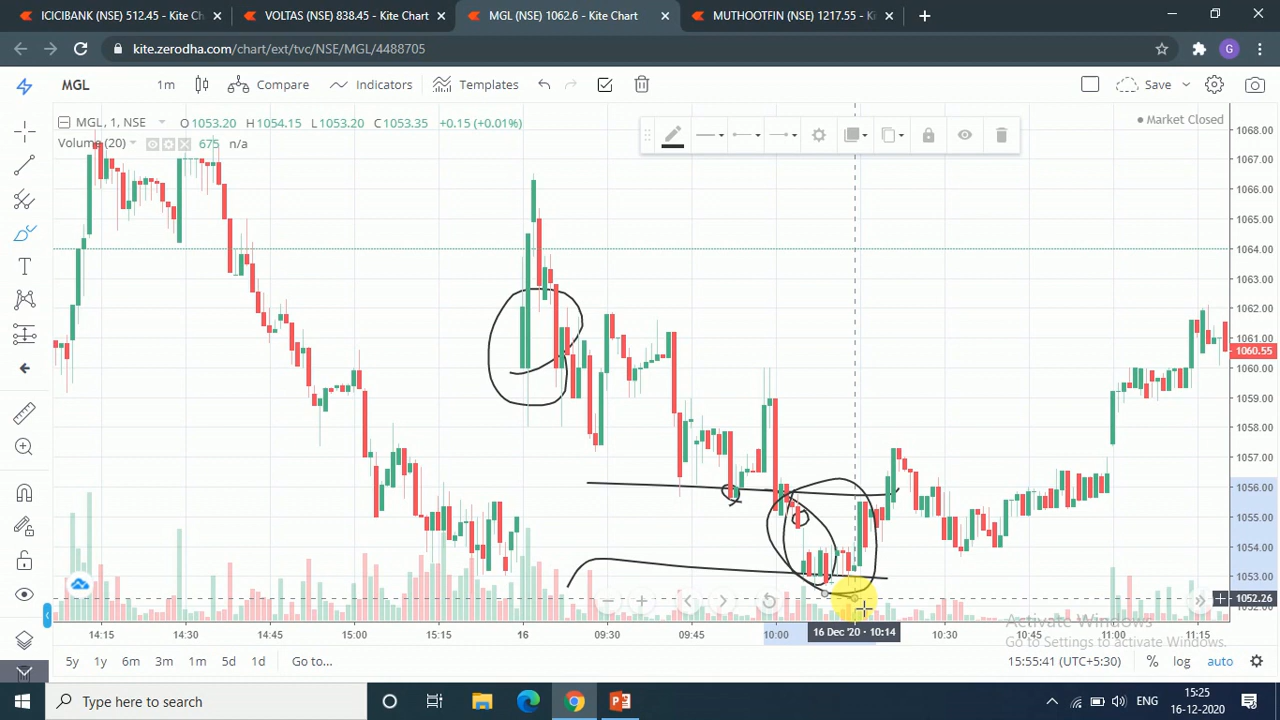 ICICIBANK (NSE) 512.45 - Kite Chart
VOLTAS (NSE) 838.45 - Kite Chart
MGL (NSE) 1062.6 - Kite Chart
MUTHOOTFIN (NSE) 1217.55 - Ki
kite.zerodha.com/chart/ext/tvc/NSE/MGL/4488705
G
MGL 1m Compare Indicators Templates Save
MGL, 1, NSE O1053.20 H1054.15 L1053.20 C1053.35 +0.15 (+0.01%)
Market Closed
Volume (20) 675 n/a
1068.00
1067.00
1066.00
1065.00
1064.00
1063.00
1062.00
1061.00
1060.55
1060.00
1059.00
1058.00
1057.00
1056.00
1055.00
1054.00
1053.00
1052.26
Activate Windows
14:15 14:30 14:45 15:00 15:15 16 09:30 09:45 10:00 16 Dec '20 - 10:14 10:30 10:45 11:00 11:15
Go to Settings to activate Windows.
5y 1y 6m 3m 1m 5d 1d Go to... 15:55:41 (UTC+5:30) % log auto
Type here to search
ENG
15:25
16-12-2020